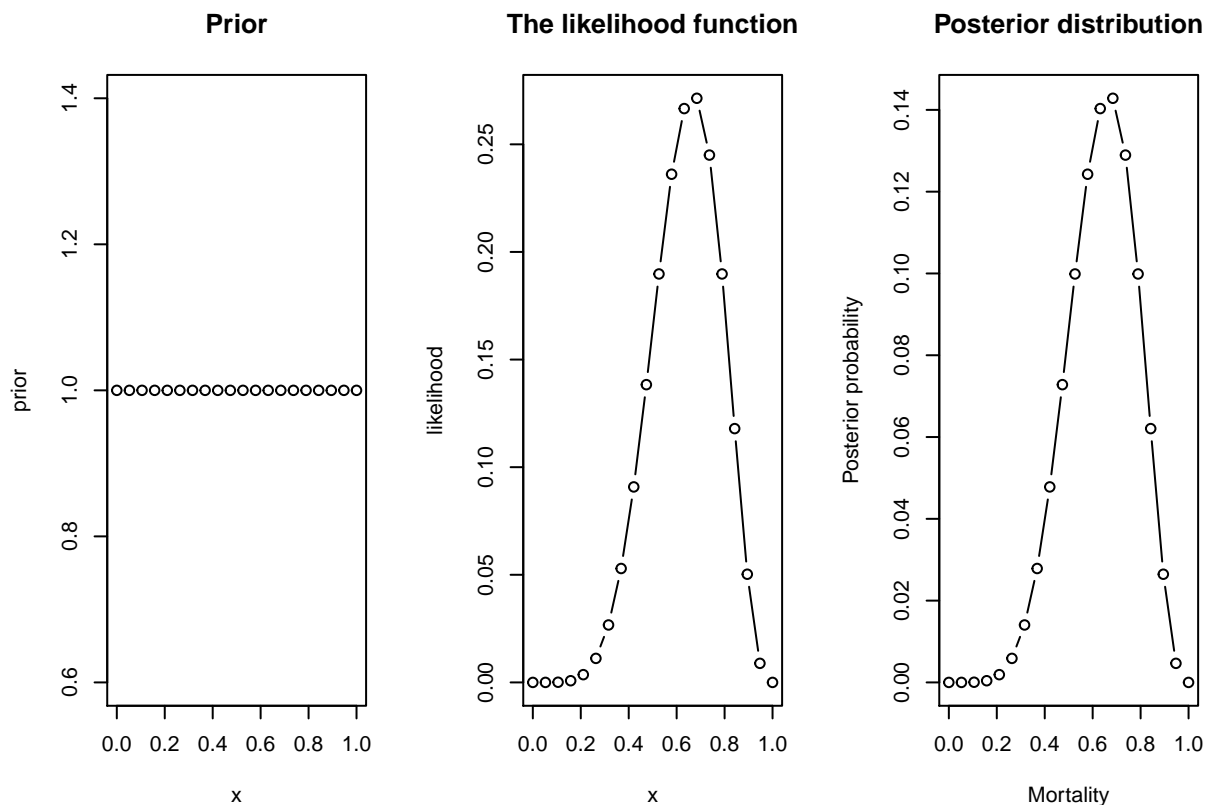 Prior
1.4
1.2
1.0
0.8
0.6
prior
0.0 0.2 0.4 0.6 0.8 1.0
x
The likelihood function
0.25
0.20
0.15
0.10
0.05
0.00
likelihood
0.0 0.2 0.4 0.6 0.8 1.0
x
Posterior distribution
0.14
0.12
0.10
0.08
0.06
0.04
0.02
0.00
Posterior probability
0.0 0.2 0.4 0.6 0.8 1.0
Mortality